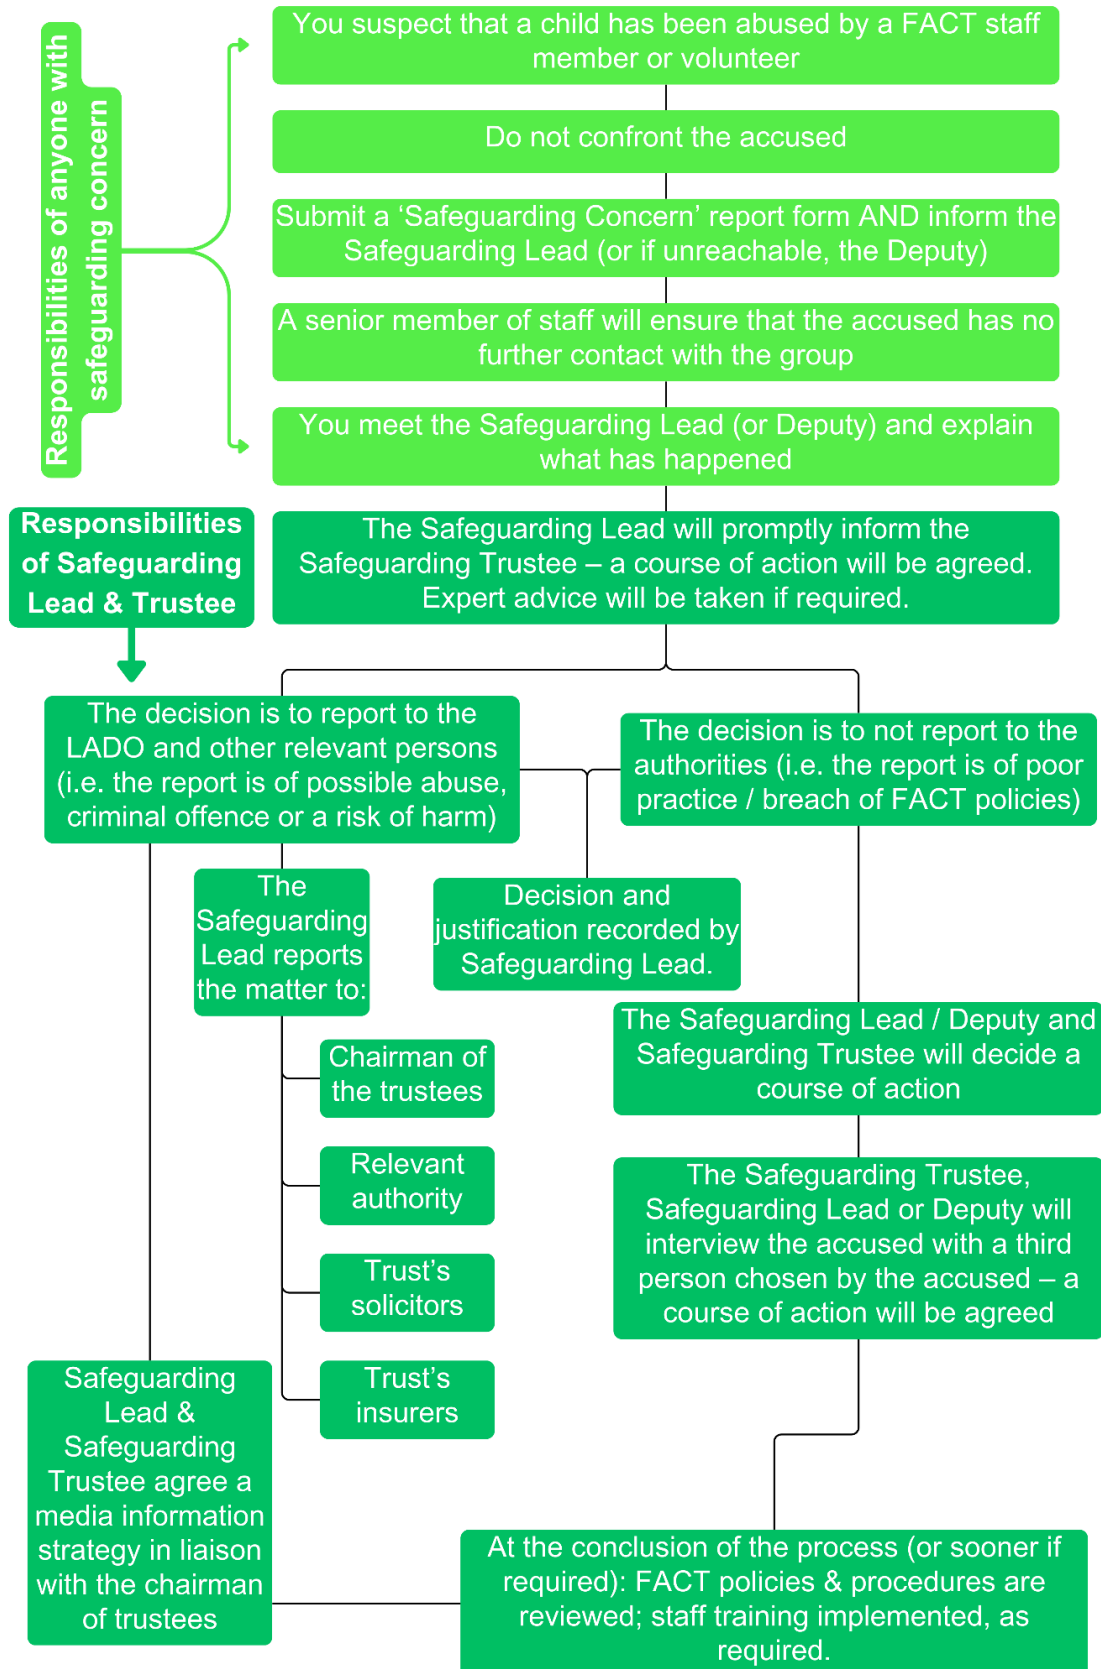 Responsibilities of anyone with
safeguarding concern
You suspect that a child has been abused by a FACT staff
member or volunteer
Do not confront the accused
Submit a ‘Safeguarding Concern’ report form AND inform the
Safeguarding Lead (or if unreachable, the Deputy)
A senior member of staff will ensure that the accused has no
further contact with the group
You meet the Safeguarding Lead (or Deputy) and explain
what has happened
Responsibilities
of Safeguarding
Lead & Trustee
The Safeguarding Lead will promptly inform the
Safeguarding Trustee – a course of action will be agreed.
Expert advice will be taken if required.
The decision is to report to the
LADO and other relevant persons
(i.e. the report is of possible abuse,
criminal offence or a risk of harm)
The decision is to not report to the
authorities (i.e. the report is of poor
practice / breach of FACT policies)
The
Safeguarding
Lead reports
the matter to:
Decision and
justification recorded by
Safeguarding Lead.
Chairman of
the trustees
Relevant
authority
Trust’s
solicitors
Trust’s
insurers
The Safeguarding Lead / Deputy and
Safeguarding Trustee will decide a
course of action
The Safeguarding Trustee,
Safeguarding Lead or Deputy will
interview the accused with a third
person chosen by the accused – a
course of action will be agreed
Safeguarding
Lead &
Safeguarding
Trustee agree a
media information
strategy in liaison
with the chairman
of trustees
At the conclusion of the process (or sooner if
required): FACT policies & procedures are
reviewed; staff training implemented, as
required.